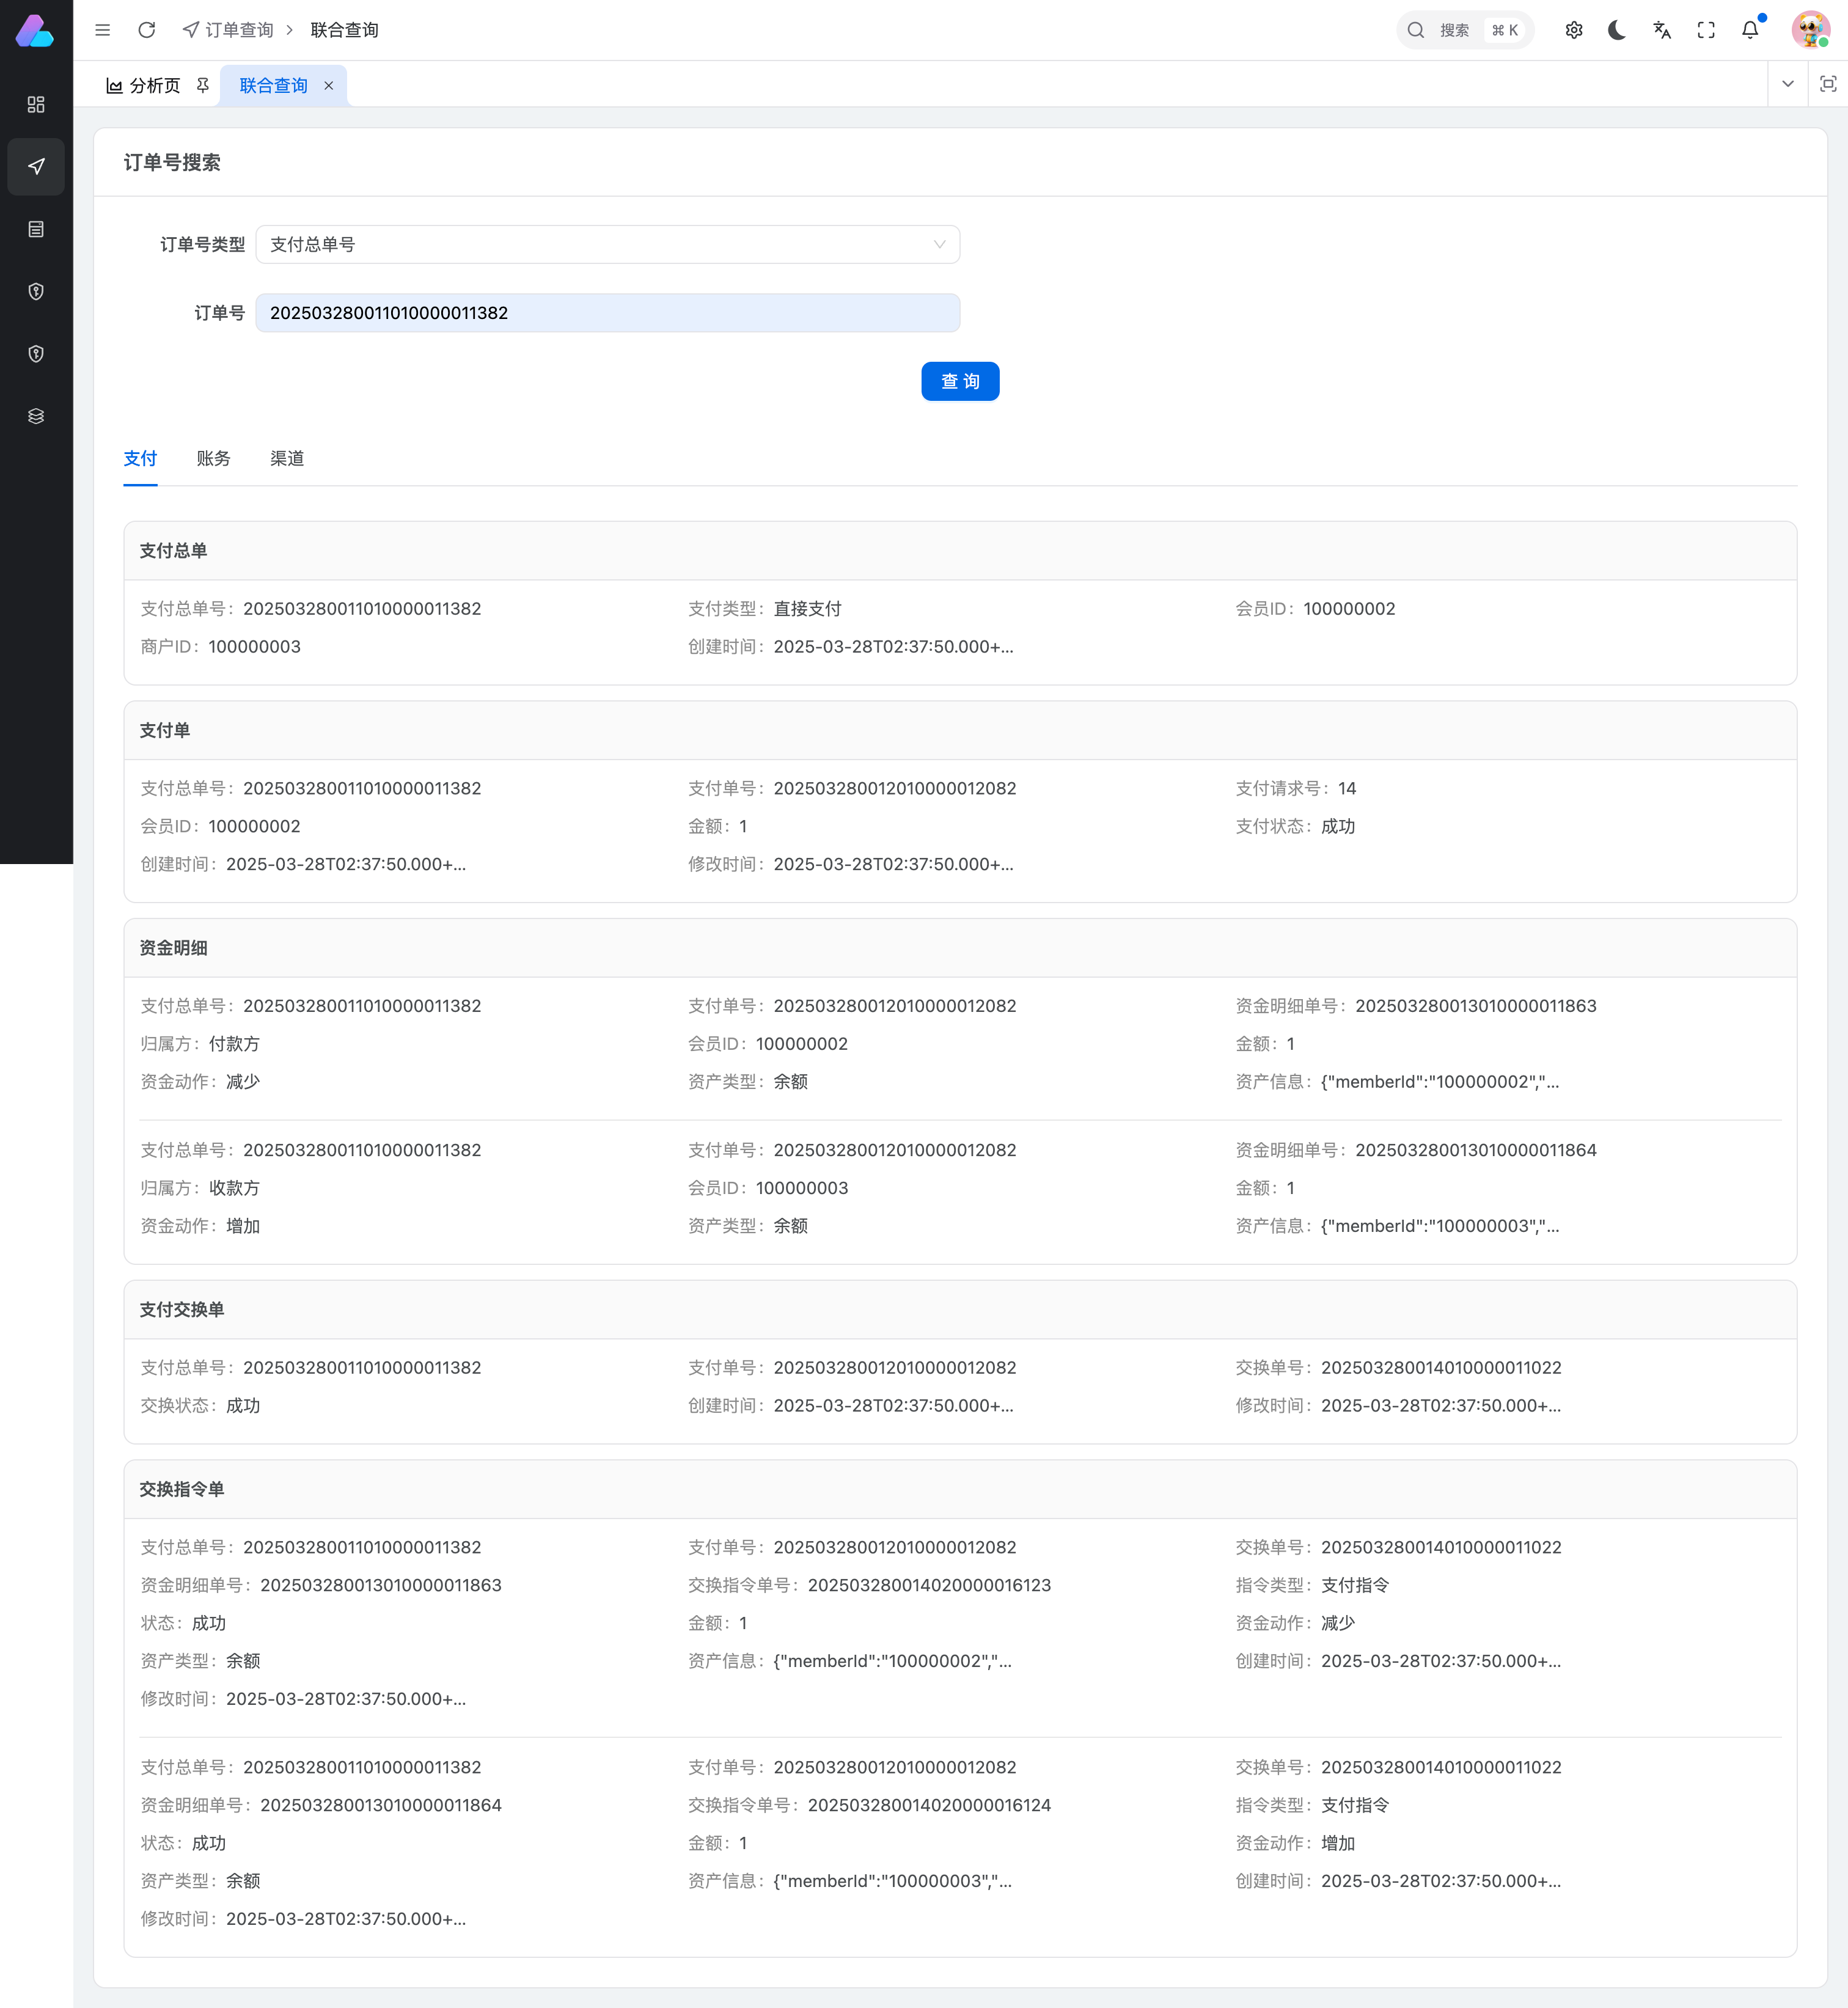 订单查询 > 联合查询 搜索 ⌘ K
分析页 联合查询 ×
订单号搜索
订单号类型 支付总单号
订单号 202503280011010000011382
查 询
支付 账务 渠道
支付总单
支付总单号: 202503280011010000011382 支付类型: 直接支付 会员ID: 100000002
商户ID: 100000003 创建时间: 2025-03-28T02:37:50.000+...
支付单
支付总单号: 202503280011010000011382 支付单号: 202503280012010000012082 支付请求号: 14
会员ID: 100000002 金额: 1 支付状态: 成功
创建时间: 2025-03-28T02:37:50.000+... 修改时间: 2025-03-28T02:37:50.000+...
资金明细
支付总单号: 202503280011010000011382 支付单号: 202503280012010000012082 资金明细单号: 202503280013010000011863
归属方: 付款方 会员ID: 100000002 金额: 1
资金动作: 减少 资产类型: 余额 资产信息: {"memberId":"100000002","...
支付总单号: 202503280011010000011382 支付单号: 202503280012010000012082 资金明细单号: 202503280013010000011864
归属方: 收款方 会员ID: 100000003 金额: 1
资金动作: 增加 资产类型: 余额 资产信息: {"memberId":"100000003","...
支付交换单
支付总单号: 202503280011010000011382 支付单号: 202503280012010000012082 交换单号: 202503280014010000011022
交换状态: 成功 创建时间: 2025-03-28T02:37:50.000+... 修改时间: 2025-03-28T02:37:50.000+...
交换指令单
支付总单号: 202503280011010000011382 支付单号: 202503280012010000012082 交换单号: 202503280014010000011022
资金明细单号: 202503280013010000011863 交换指令单号: 202503280014020000016123 指令类型: 支付指令
状态: 成功 金额: 1 资金动作: 减少
资产类型: 余额 资产信息: {"memberId":"100000002","... 创建时间: 2025-03-28T02:37:50.000+...
修改时间: 2025-03-28T02:37:50.000+...
支付总单号: 202503280011010000011382 支付单号: 202503280012010000012082 交换单号: 202503280014010000011022
资金明细单号: 202503280013010000011864 交换指令单号: 202503280014020000016124 指令类型: 支付指令
状态: 成功 金额: 1 资金动作: 增加
资产类型: 余额 资产信息: {"memberId":"100000003","... 创建时间: 2025-03-28T02:37:50.000+...
修改时间: 2025-03-28T02:37:50.000+...